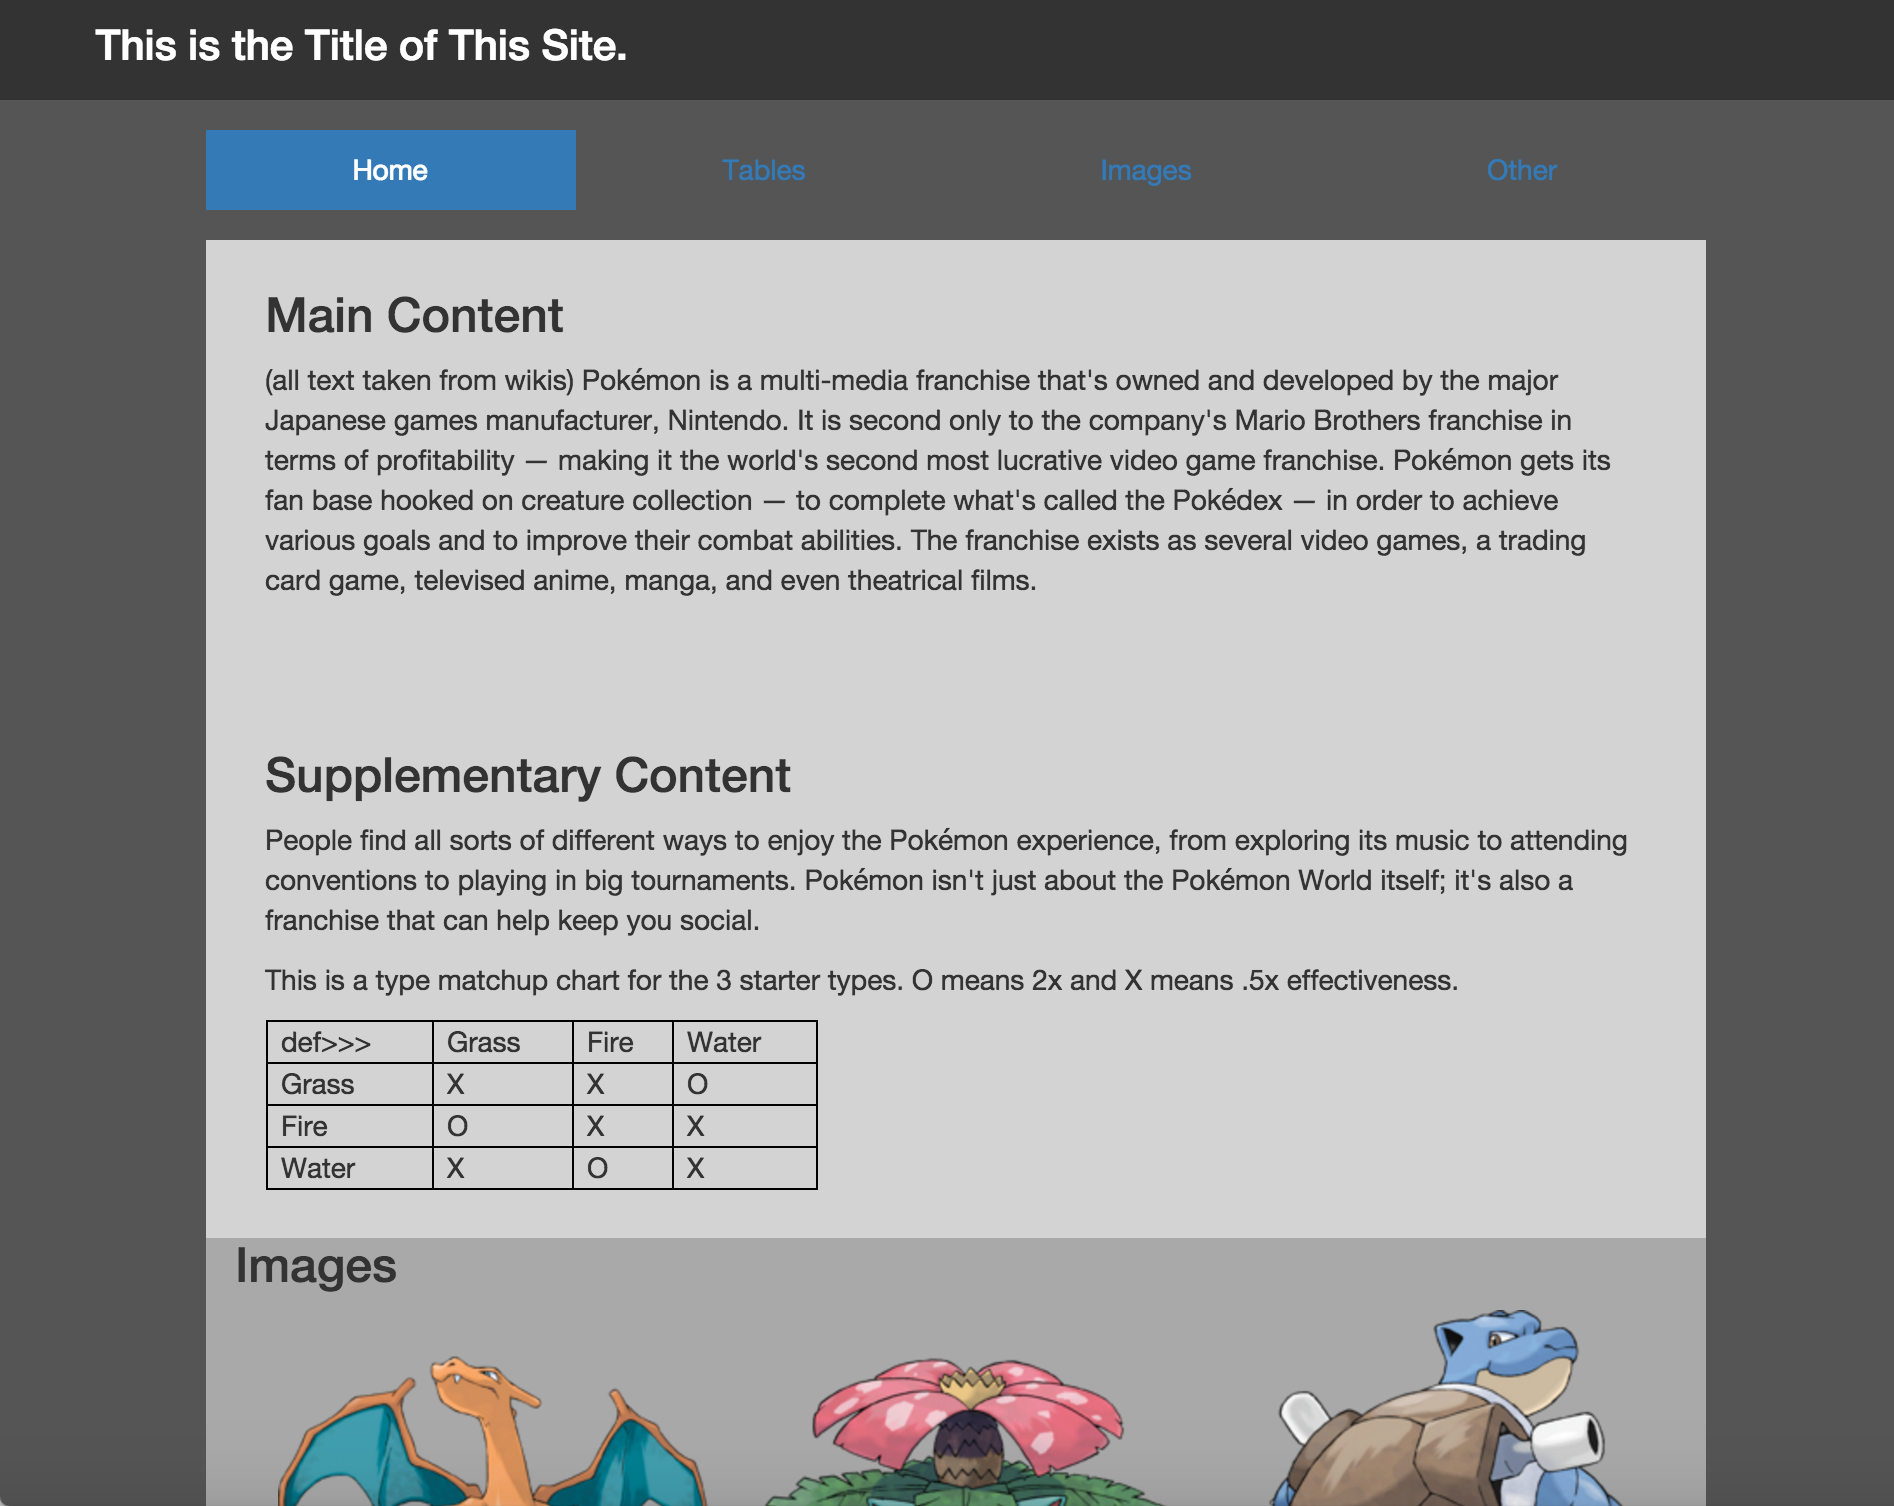 This is the Title of This Site.
Home Tables Images Other
Main Content
(all text taken from wikis) Pokémon is a multi-media franchise that's owned and developed by the major
Japanese games manufacturer, Nintendo. It is second only to the company's Mario Brothers franchise in
terms of profitability — making it the world's second most lucrative video game franchise. Pokémon gets its
fan base hooked on creature collection — to complete what's called the Pokédex — in order to achieve
various goals and to improve their combat abilities. The franchise exists as several video games, a trading
card game, televised anime, manga, and even theatrical films.
Supplementary Content
People find all sorts of different ways to enjoy the Pokémon experience, from exploring its music to attending
conventions to playing in big tournaments. Pokémon isn't just about the Pokémon World itself; it's also a
franchise that can help keep you social.
This is a type matchup chart for the 3 starter types. O means 2x and X means .5x effectiveness.
def>>> Grass Fire Water
Grass X X O
Fire O X X
Water X O X
Images